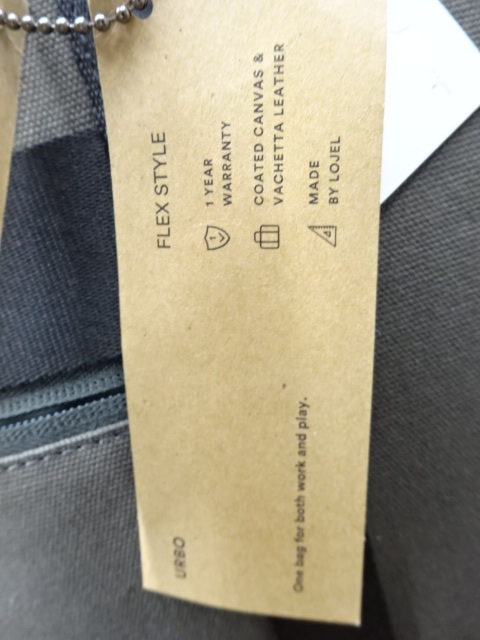 URBO
FLEX STYLE
1 YEAR
WARRANTY
COATED CANVAS &
VACHETTA LEATHER
MADE
BY LOJEL
One bag for both work and play.